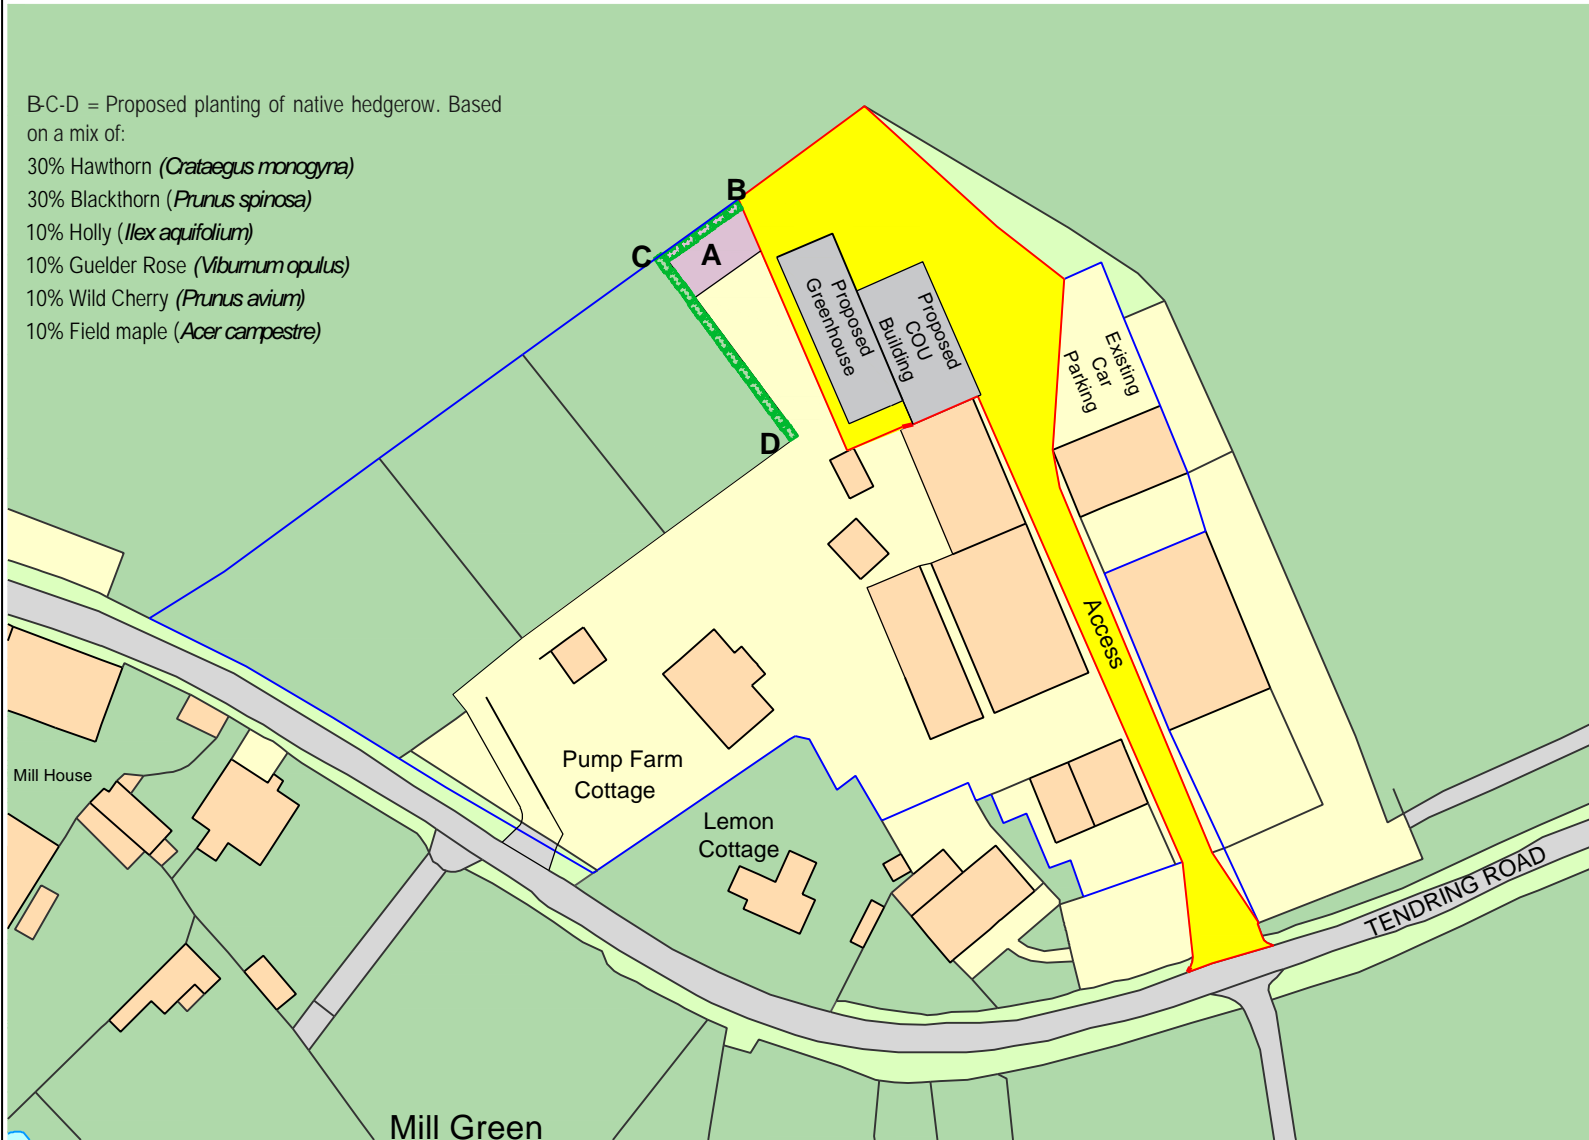 B-C-D = Proposed planting of native hedgerow. Based
on a mix of:
30% Hawthorn (Crataegus monogyna)
30% Blackthorn (Prunus spinosa)
10% Holly (Ilex aquifolium)
10% Guelder Rose (Viburnum opulus)
10% Wild Cherry (Prunus avium)
10% Field maple (Acer campestre)
B
C
A
D
Proposed
Greenhouse
Proposed
COU
Building
Existing
Car
Parking
Access
Pump Farm
Cottage
Mill House
Lemon
Cottage
TENDRING ROAD
Mill Green